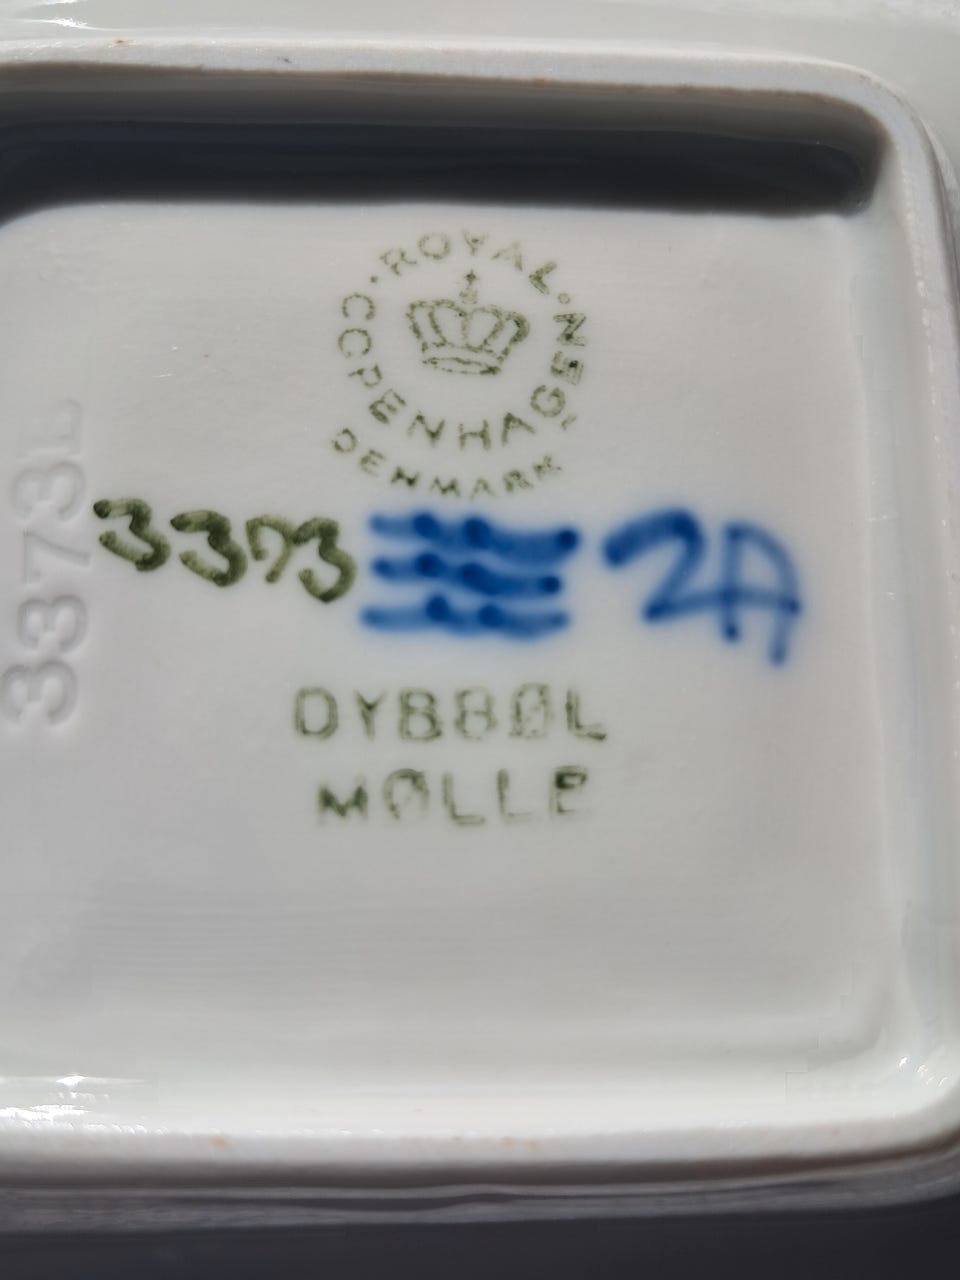 ROYAL
COPENHAGEN
DENMARK
3373 2A
DYBBØL
MØLLE
3373